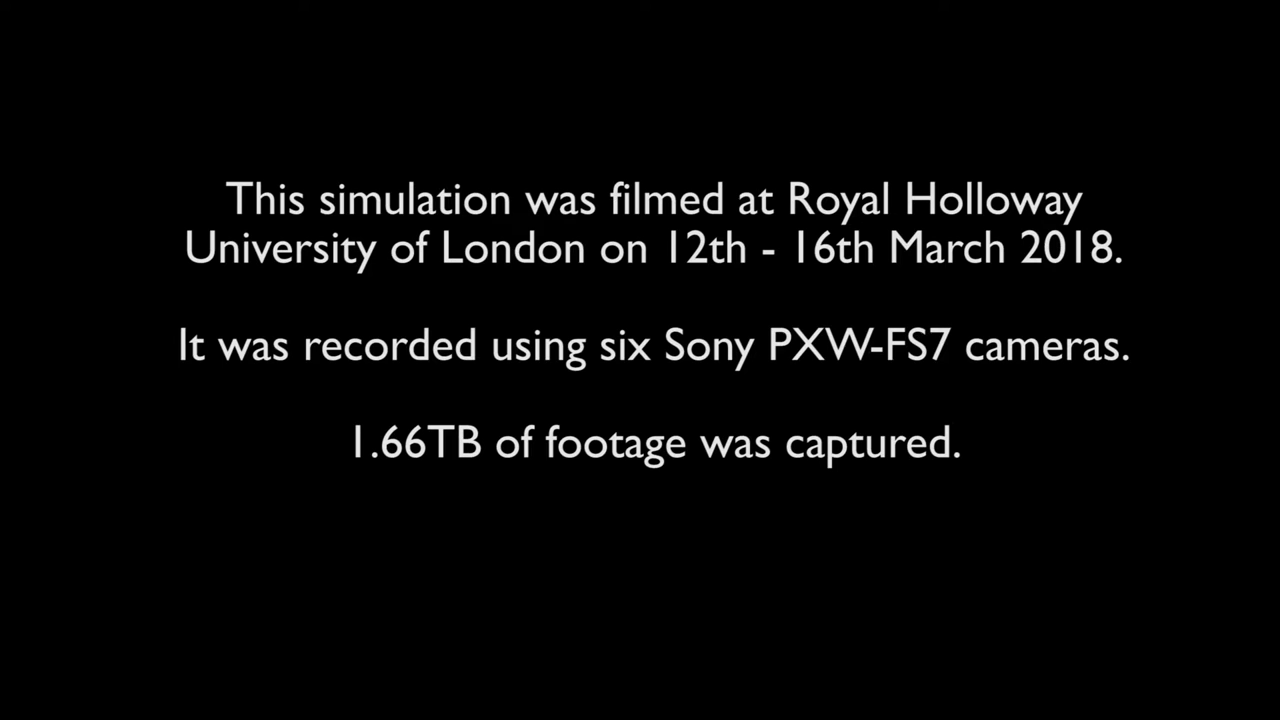 This simulation was filmed at Royal Holloway
University of London on 12th - 16th March 2018.
It was recorded using six Sony PXW-FS7 cameras.
1.66TB of footage was captured.